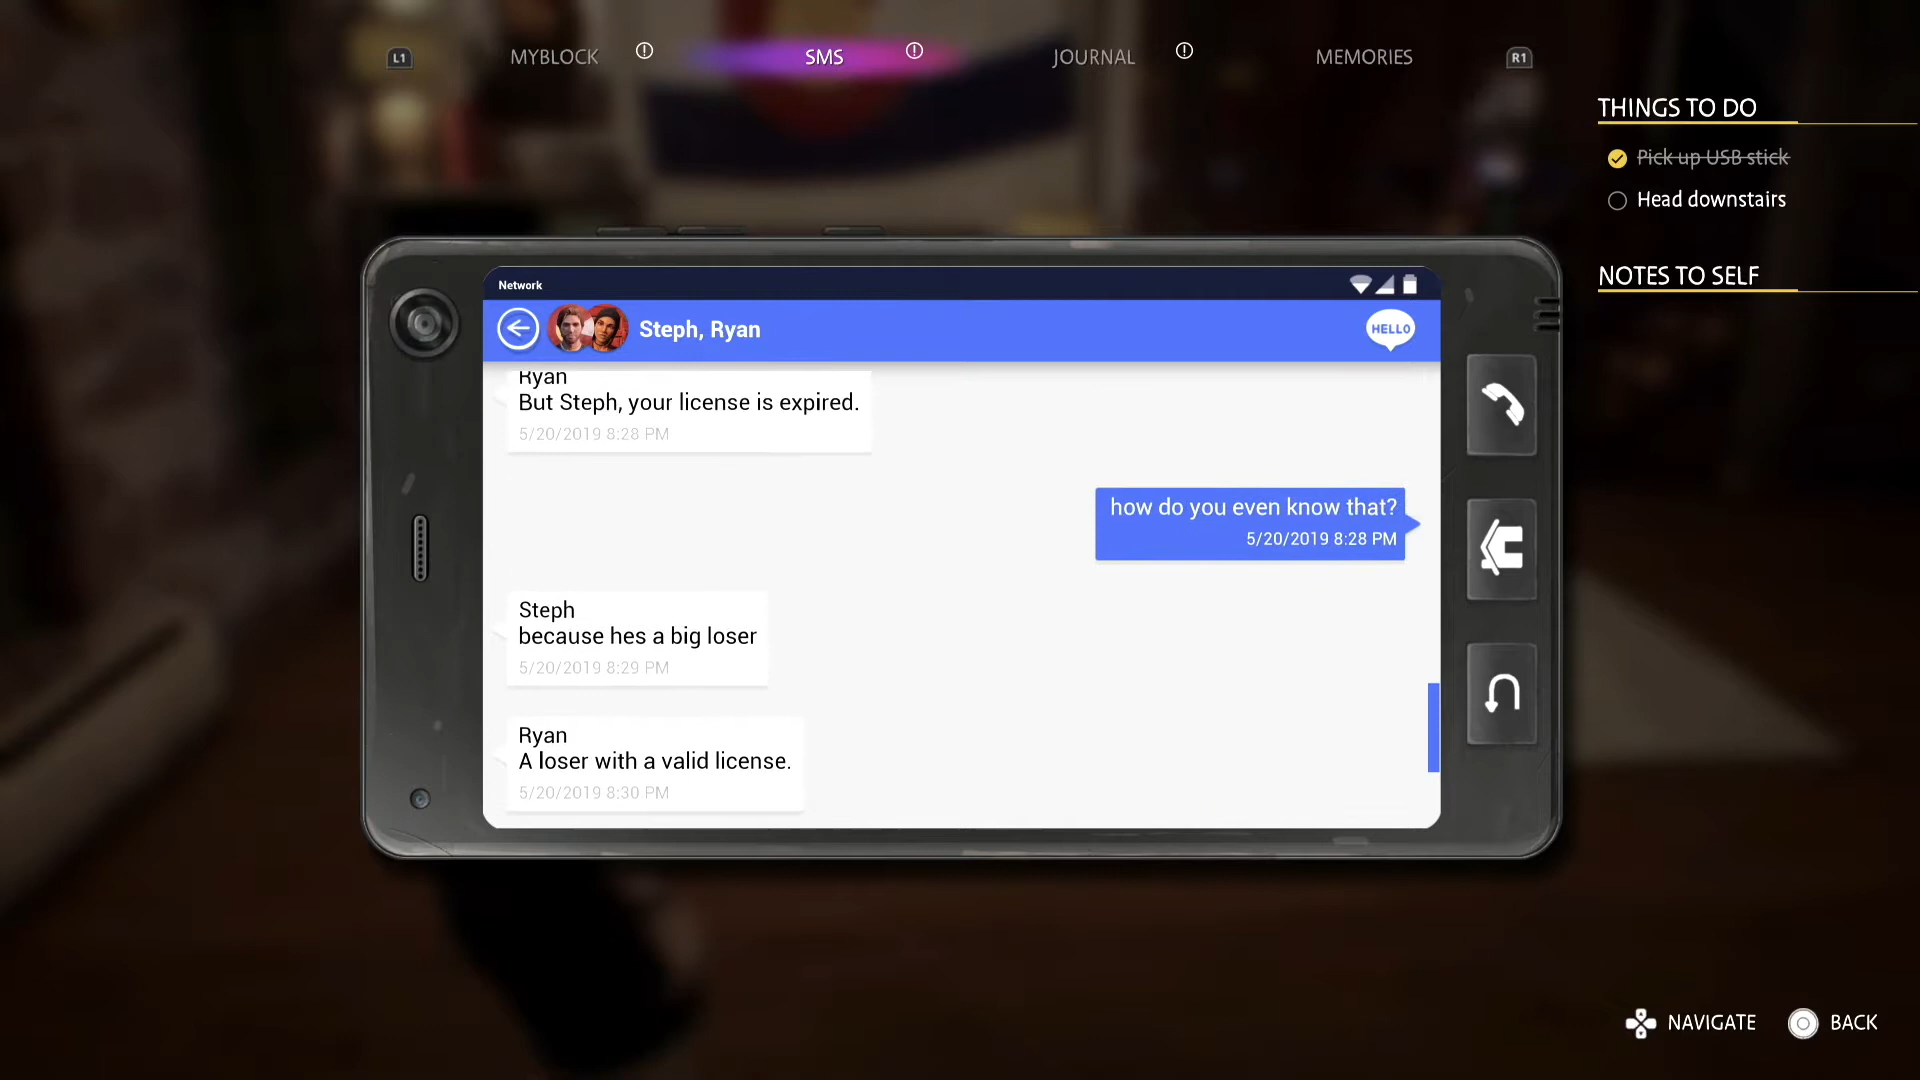 L1
MYBLOCK
SMS
JOURNAL
MEMORIES
R1
THINGS TO DO
Pick up USB stick
Head downstairs
NOTES TO SELF
Network
Steph, Ryan
HELLO
Ryan
But Steph, your license is expired.
5/20/2019 8:28 PM
how do you even know that?
5/20/2019 8:28 PM
Steph
because hes a big loser
5/20/2019 8:29 PM
Ryan
A loser with a valid license.
5/20/2019 8:30 PM
NAVIGATE
BACK